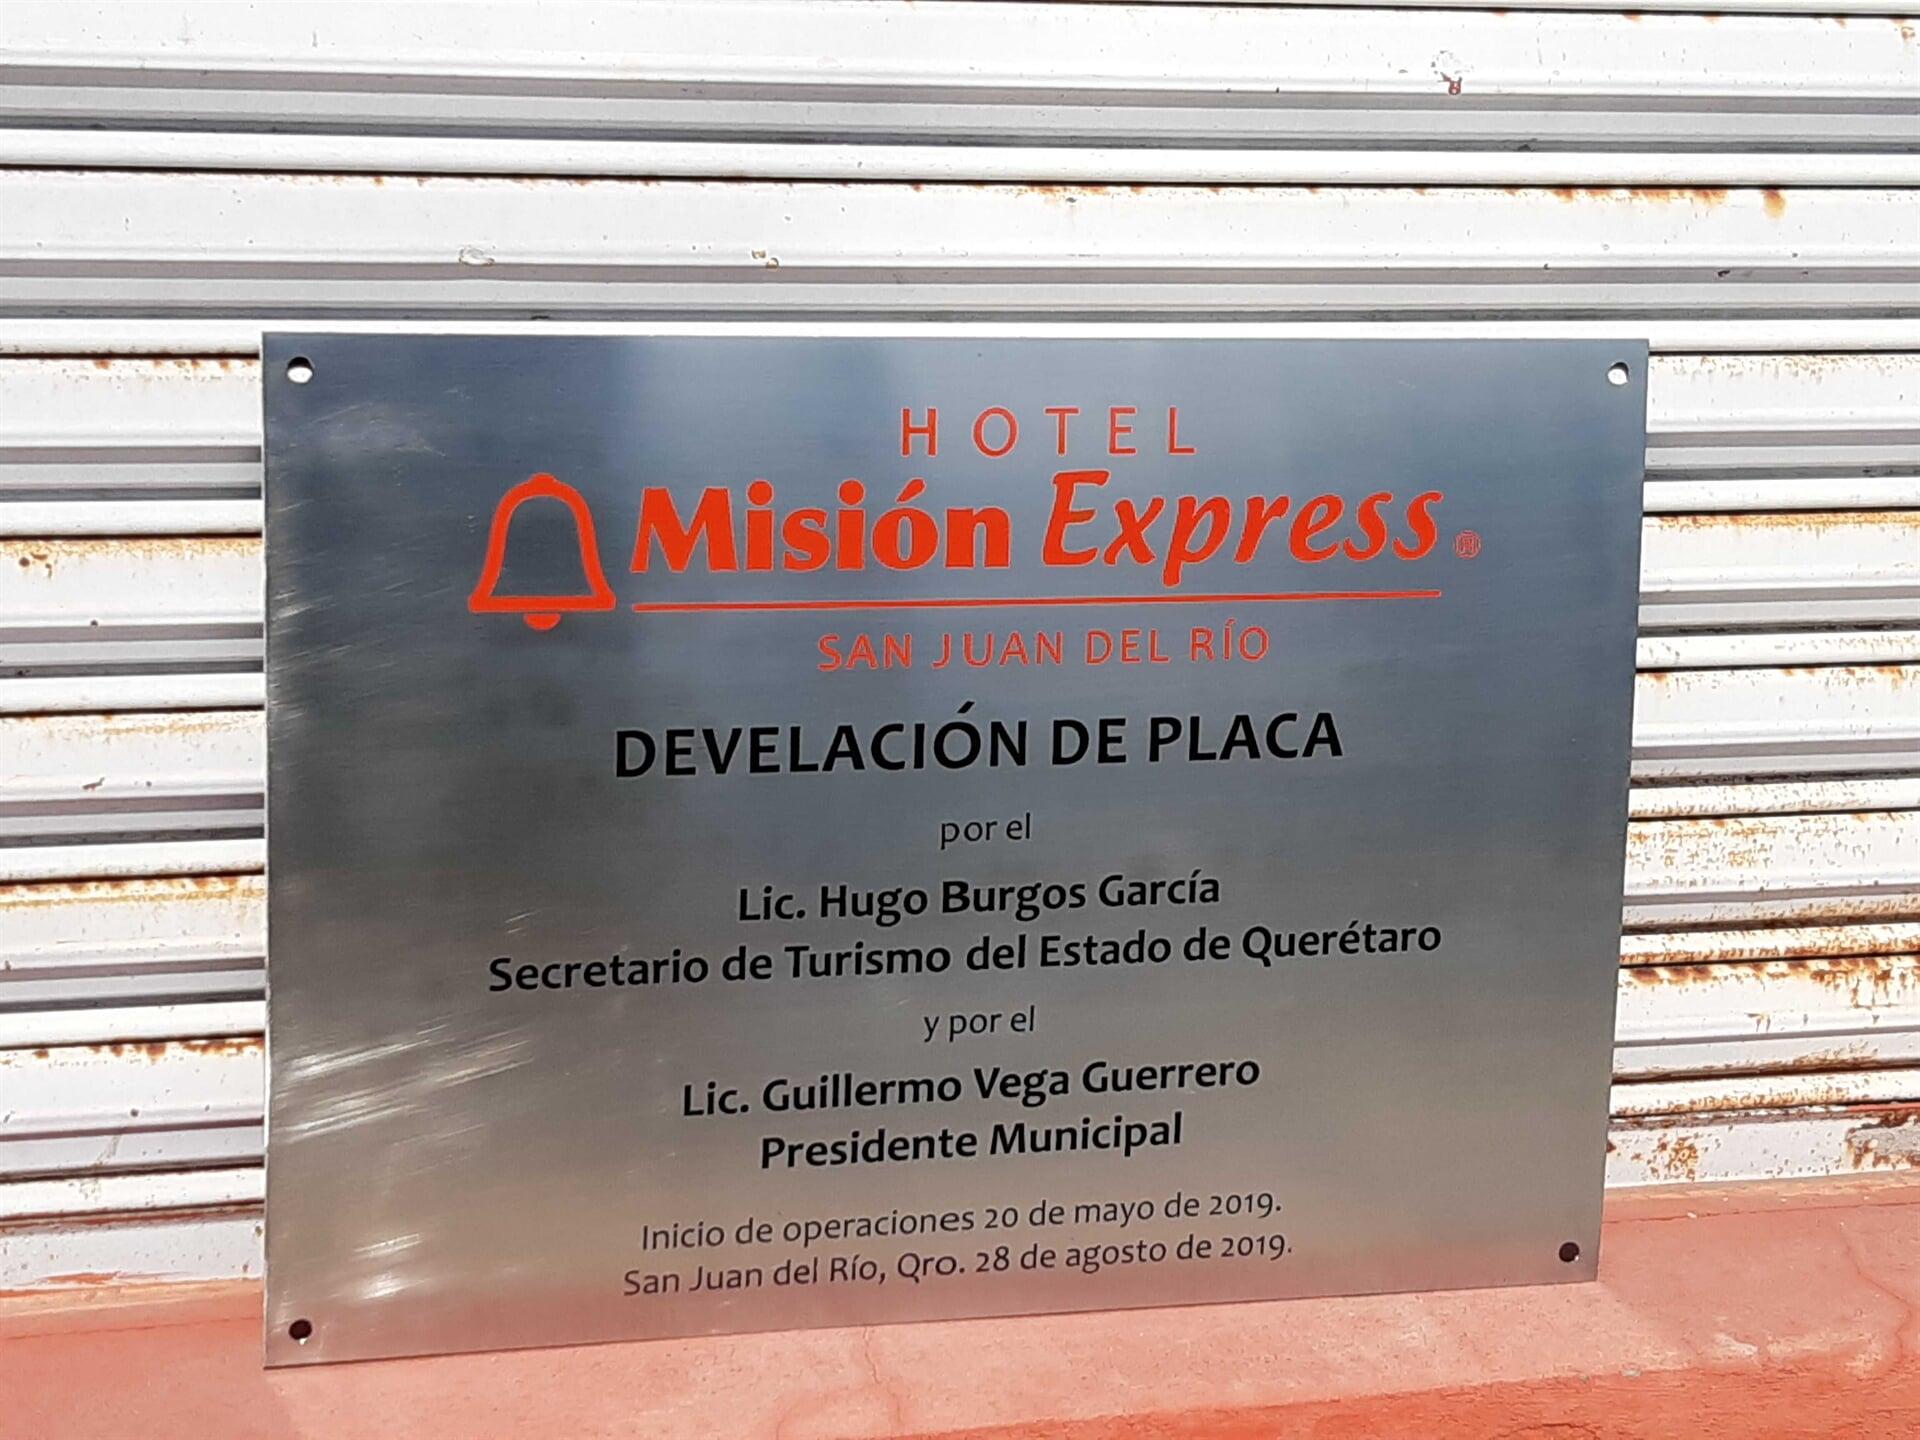 HOTEL
Misión Express®
SAN JUAN DEL RÍO
DEVELACIÓN DE PLACA
por el
Lic. Hugo Burgos García
Secretario de Turismo del Estado de Querétaro
y por el
Lic. Guillermo Vega Guerrero
Presidente Municipal
Inicio de operaciones 20 de mayo de 2019.
San Juan del Río, Qro. 28 de agosto de 2019.